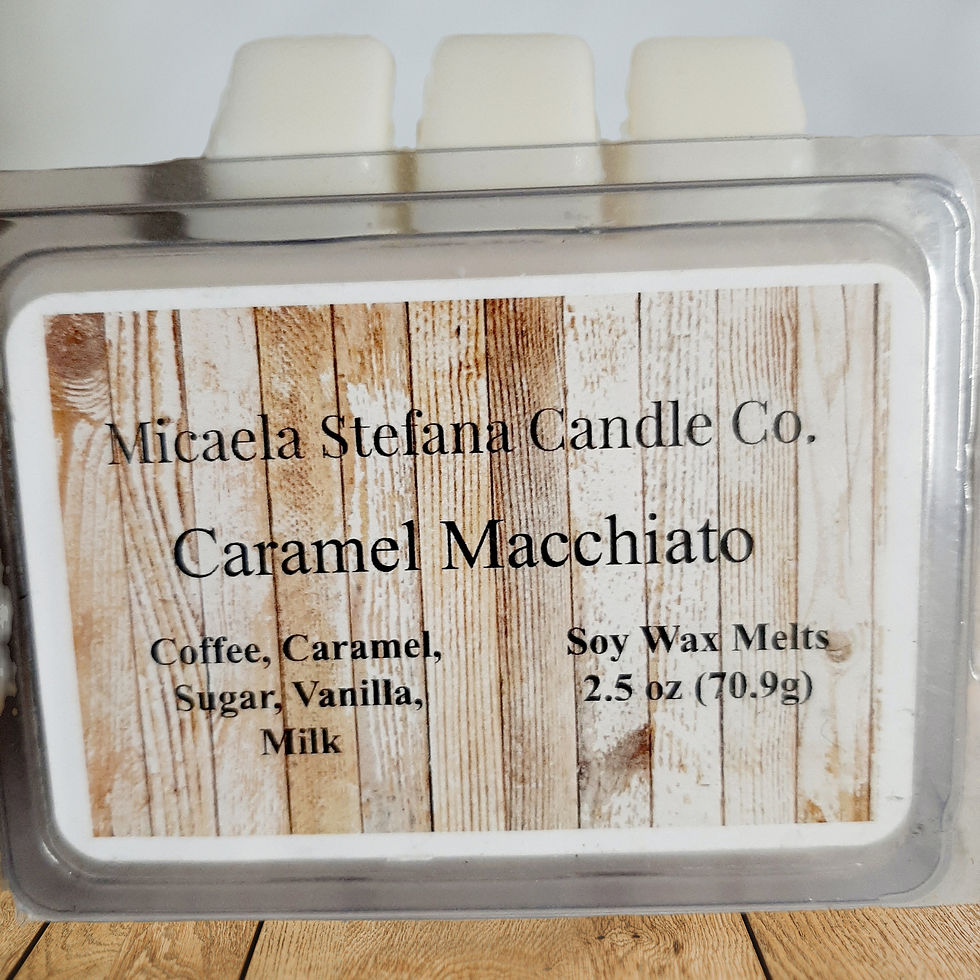 Micaela Stefana Candle Co.
Caramel Macchiato
Coffee, Caramel,
Sugar, Vanilla,
Milk
Soy Wax Melts
2.5 oz (70.9g)